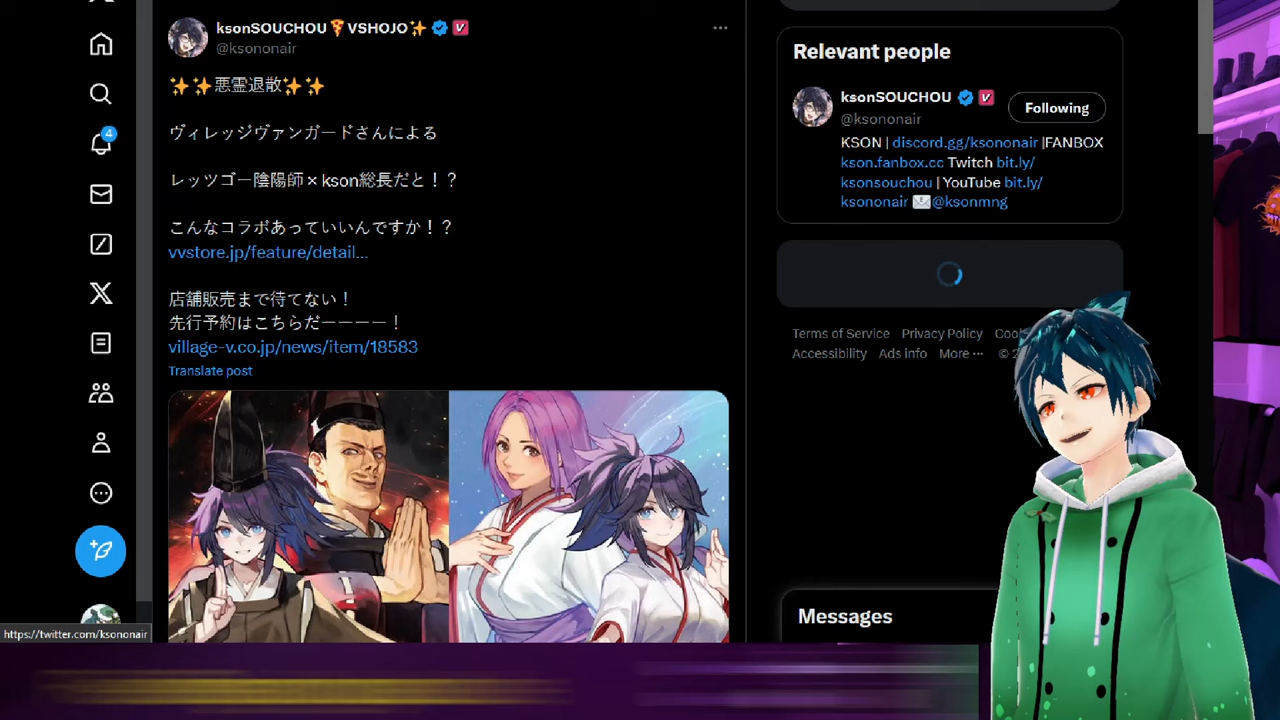 ksonSOUCHOU🍕VSHOJO✨
@ksononair
✨✨悪霊退散✨✨
ヴィレッジヴァンガードさんによる
レッツゴー陰陽師×kson総長だと！？
こんなコラボあっていいんですか！？
vvstore.jp/feature/detail…
店舗販売まで待てない！
先行予約はこちらだーーーー！
village-v.co.jp/news/item/18583
Translate post
4
https://twitter.com/ksononair
Relevant people
ksonSOUCHOU
@ksononair
Following
KSON | discord.gg/ksononair |FANBOX
kson.fanbox.cc Twitch bit.ly/
ksonsouchou | YouTube bit.ly/
ksononair 📨@ksonmng
Terms of Service Privacy Policy
Accessibility Ads info More ··· ©
Messages